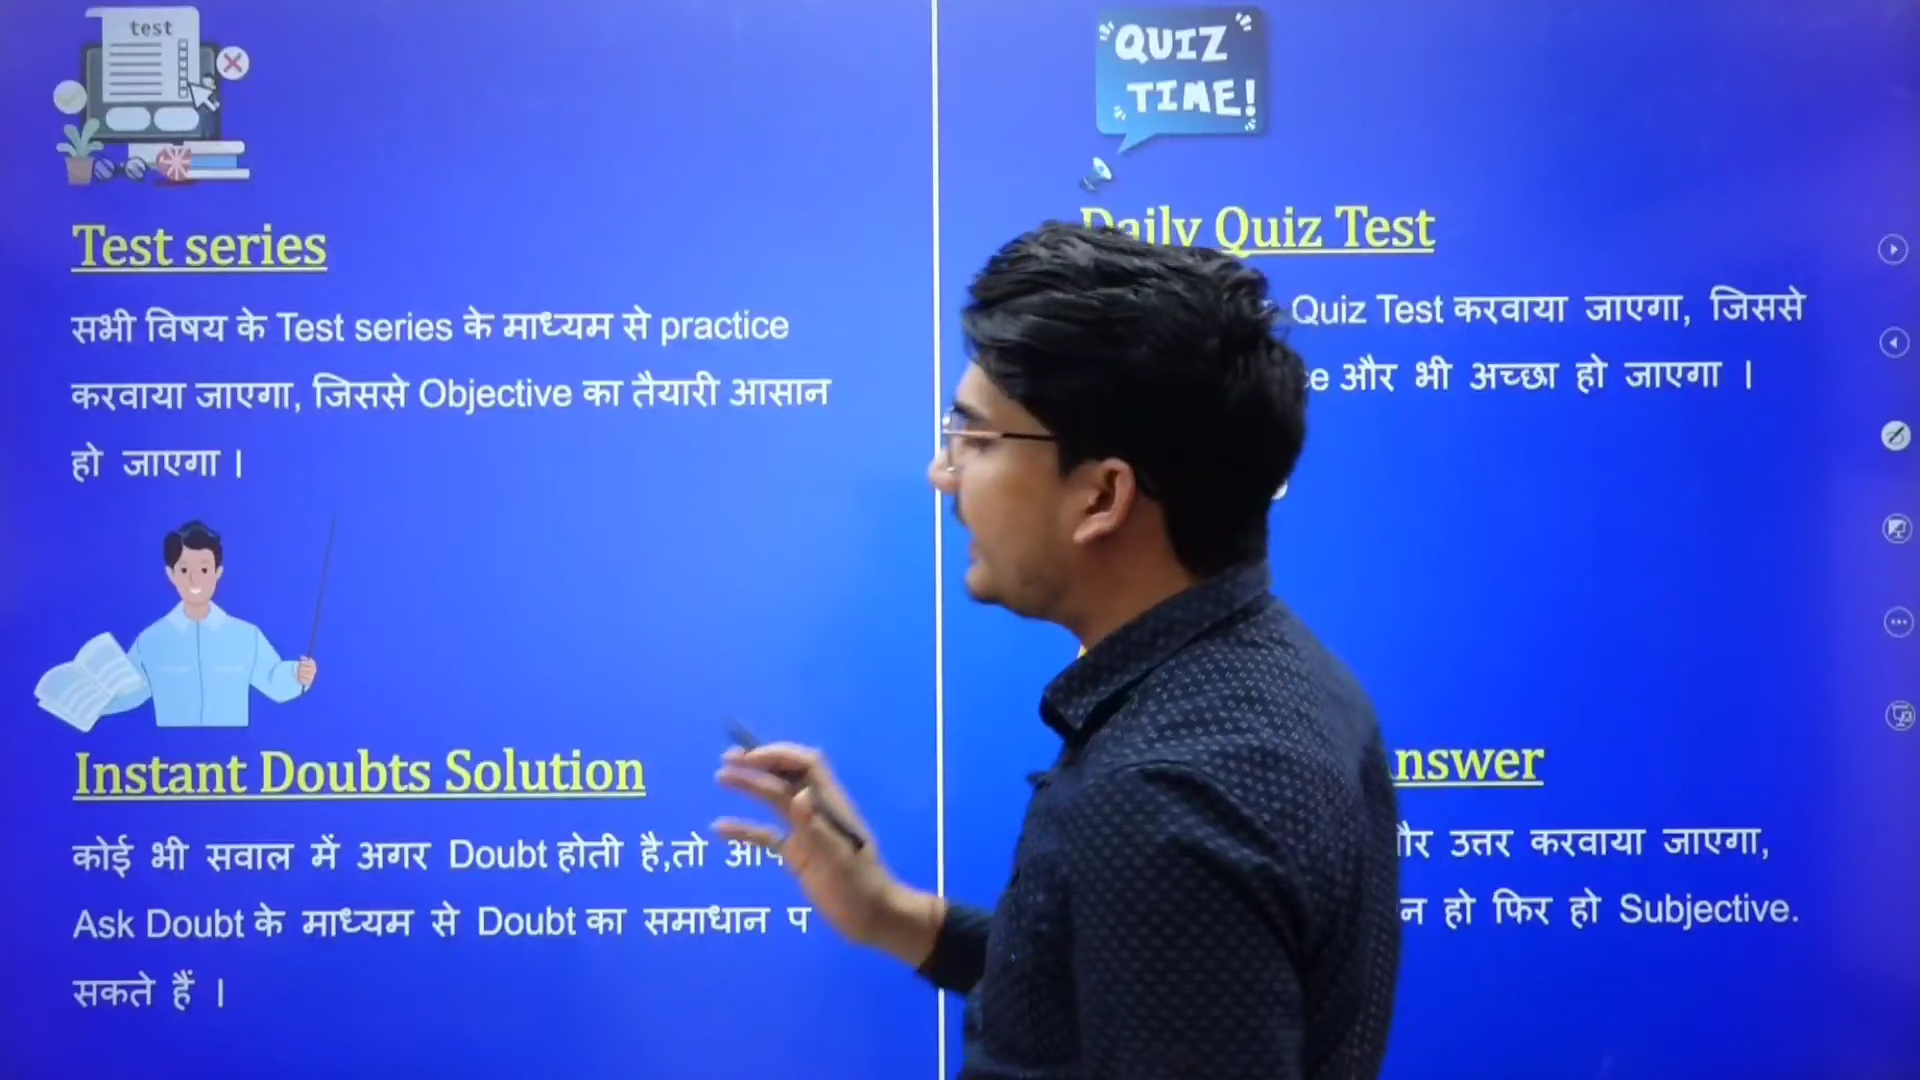 test
Test series
सभी विषय के Test series के माध्यम से practice
करवाया जाएगा, जिससे Objective का तैयारी आसान
हो जाएगा ।
Instant Doubts Solution
कोई भी सवाल में अगर Doubt होती है,तो
Ask Doubt के माध्यम से Doubt का समाधान प
सकते हैं ।
QUIZ
TIME!
Daily Quiz Test
Quiz Test करवाया जाएगा, जिससे
और भी अच्छा हो जाएगा ।
उत्तर करवाया जाएगा,
हो फिर हो Subjective.